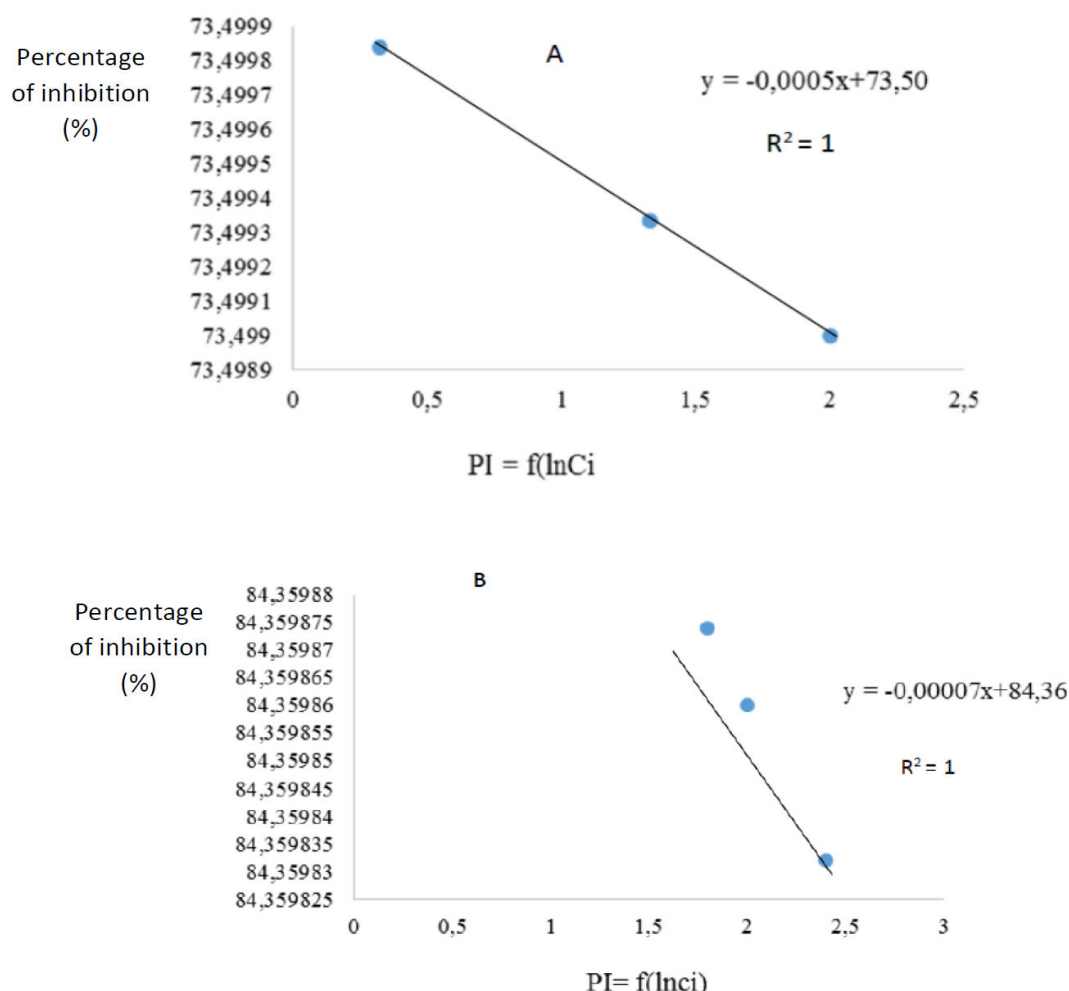 Percentage
of inhibition
(%)
73,4999
73,4998
73,4997
73,4996
73,4995
73,4994
73,4993
73,4992
73,4991
73,499
73,4989
A
y = -0,0005x+73,50
R² = 1
0 0,5 1 1,5 2 2,5
PI = f(lnCi
B
Percentage
of inhibition
(%)
84,35988
84,359875
84,35987
84,359865
84,35986
84,359855
84,35985
84,359845
84,35984
84,359835
84,35983
84,359825
y = -0,00007x+84,36
R² = 1
0 0,5 1 1,5 2 2,5 3
PI= f(lnci)